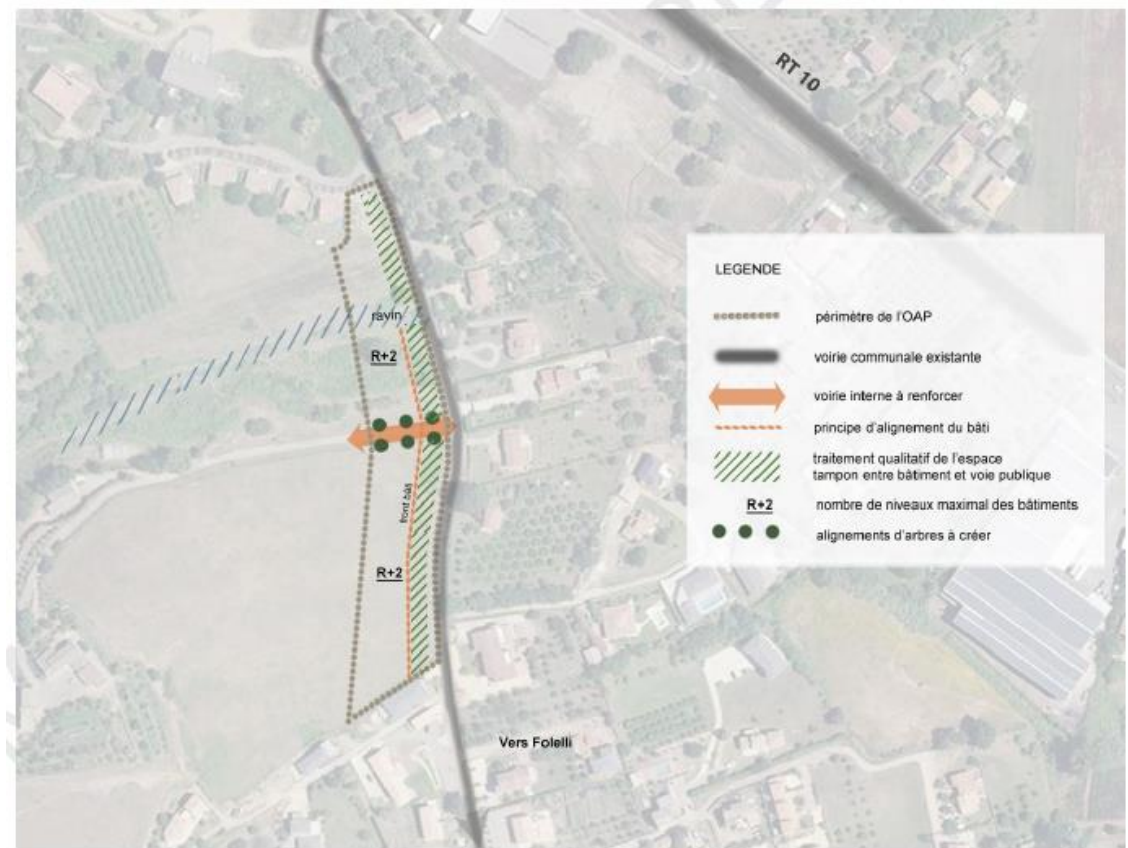 RT 10
LEGENDE
périmètre de l'OAP
voirie communale existante
voirie interne à renforcer
principe d'alignement du bâti
traitement qualitatif de l'espace
tampon entre bâtiment et voie publique
R+2 nombre de niveaux maximal des bâtiments
alignements d'arbres à créer
ravin
R+2
front bâti
R+2
Vers Folelli